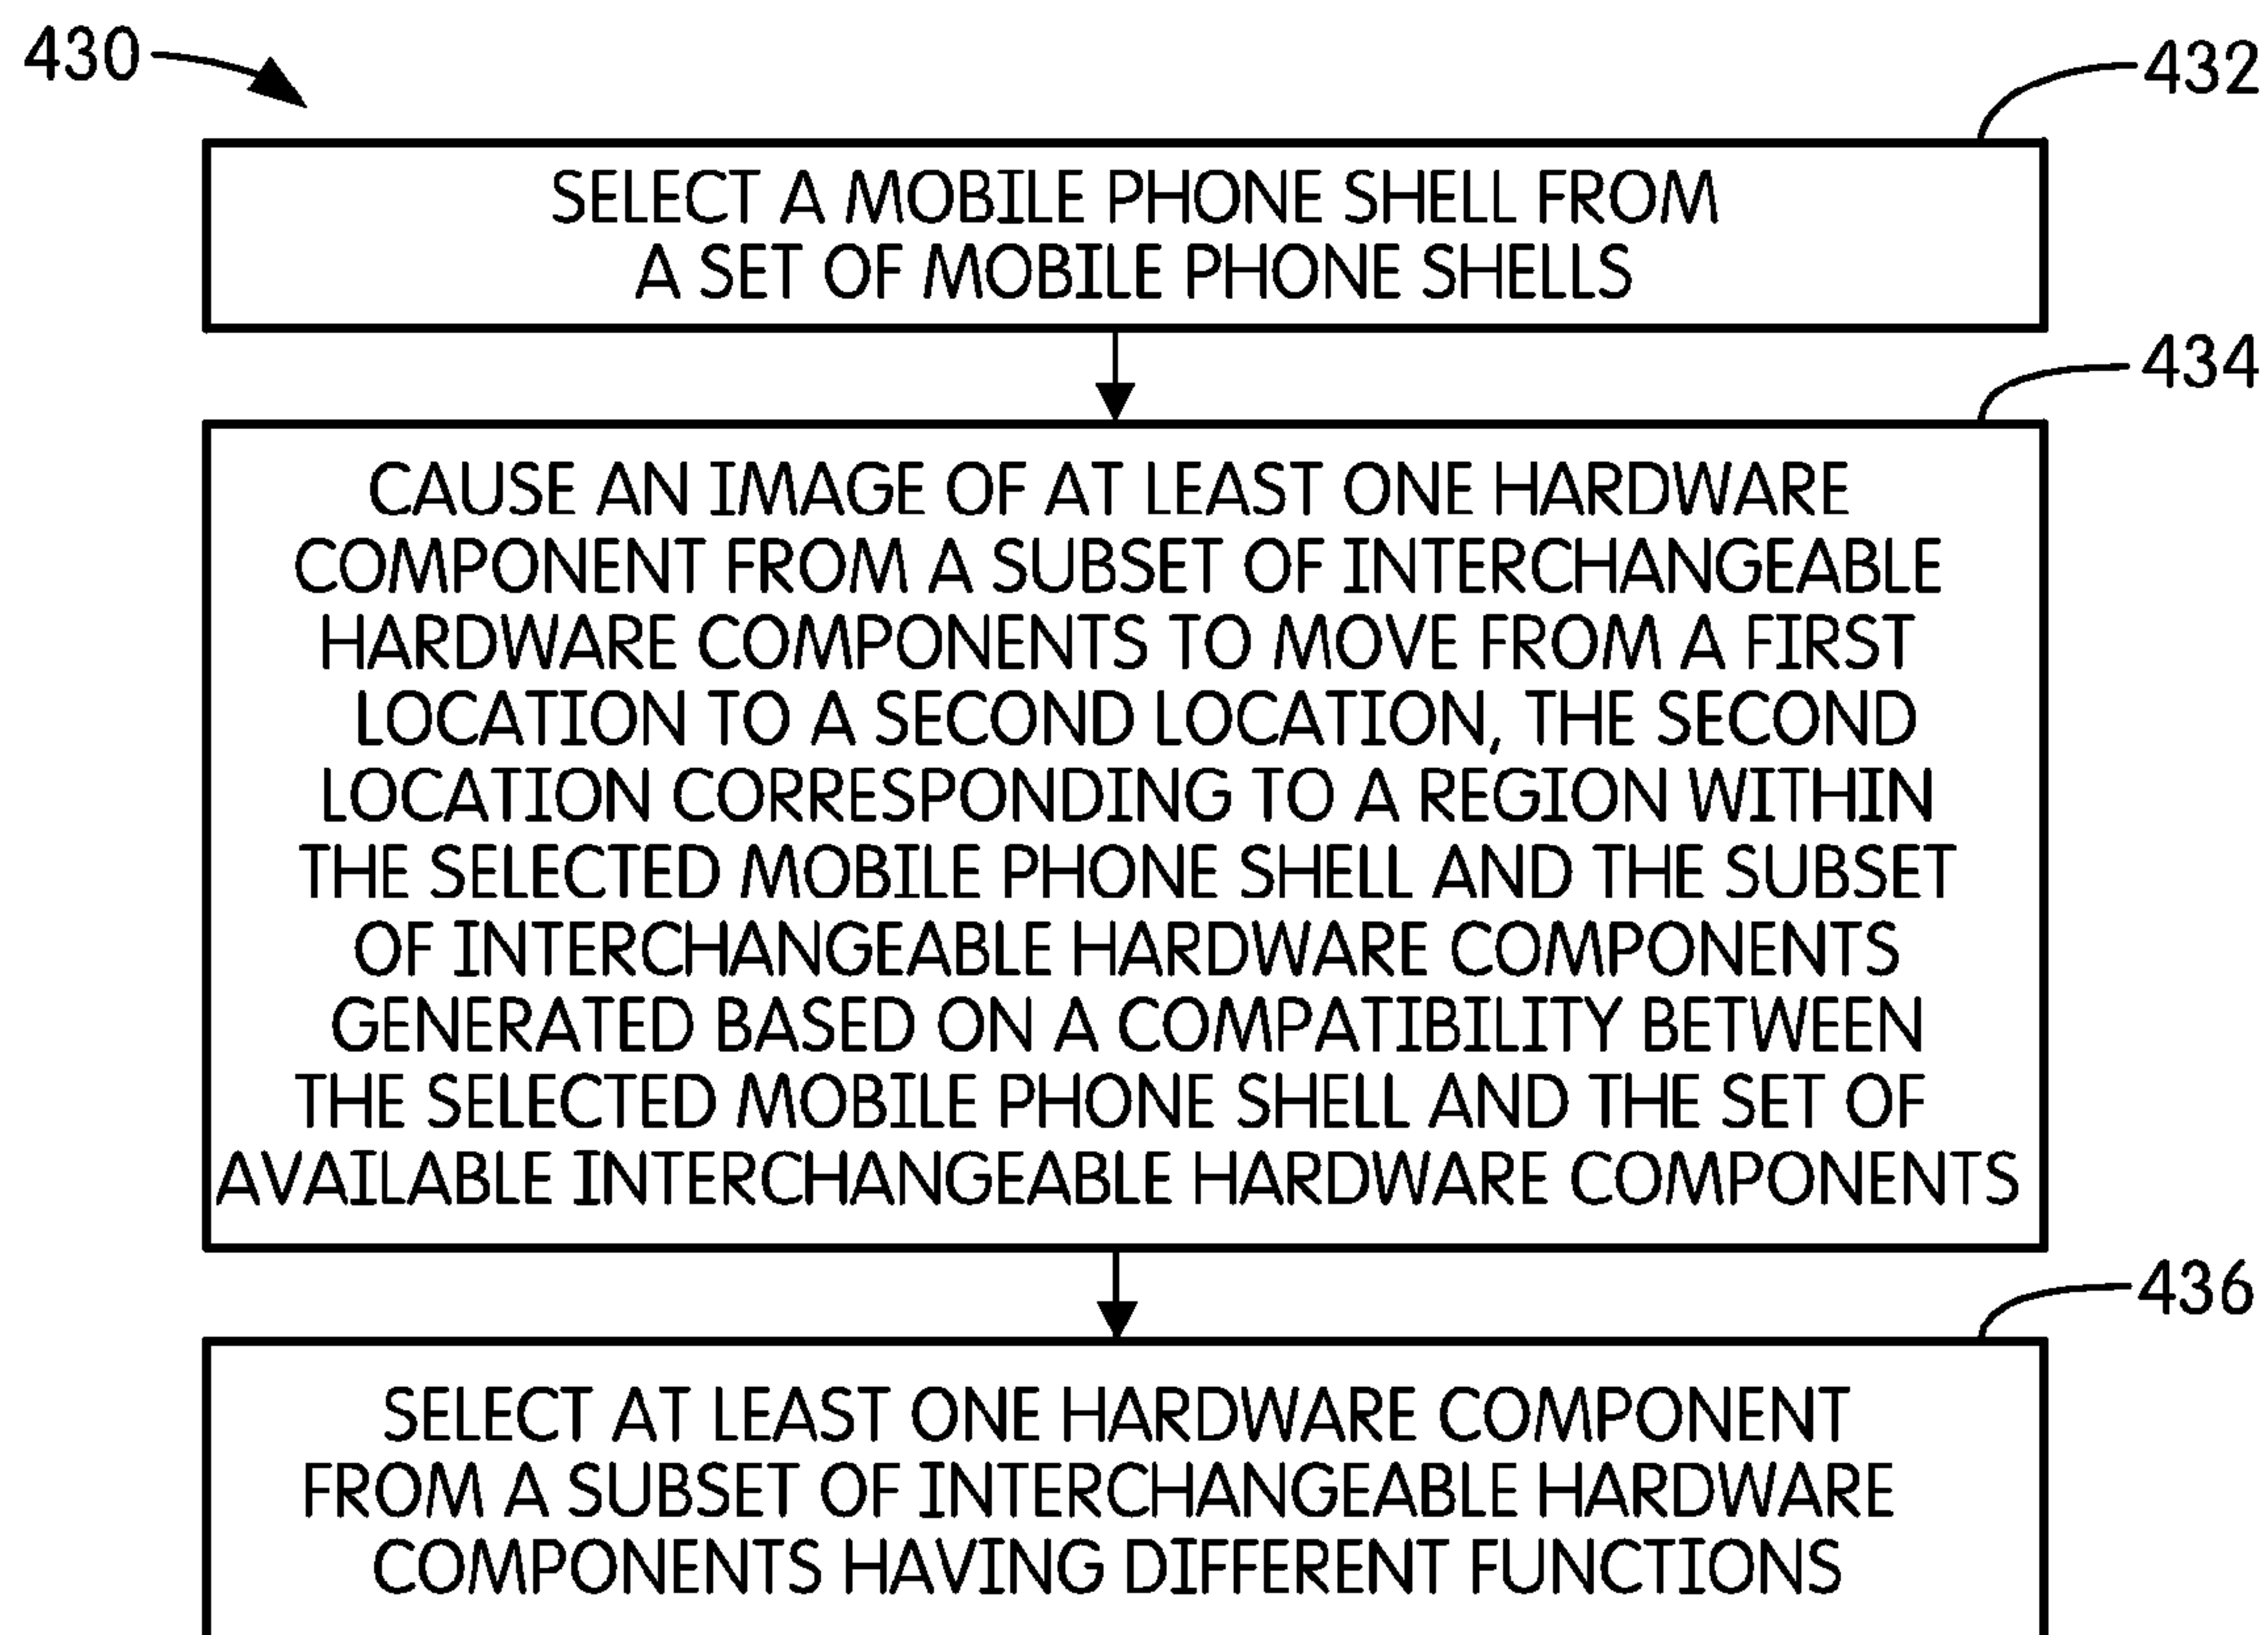 430
432
SELECT A MOBILE PHONE SHELL FROM
A SET OF MOBILE PHONE SHELLS
434
CAUSE AN IMAGE OF AT LEAST ONE HARDWARE
COMPONENT FROM A SUBSET OF INTERCHANGEABLE
HARDWARE COMPONENTS TO MOVE FROM A FIRST
LOCATION TO A SECOND LOCATION, THE SECOND
LOCATION CORRESPONDING TO A REGION WITHIN
THE SELECTED MOBILE PHONE SHELL AND THE SUBSET
OF INTERCHANGEABLE HARDWARE COMPONENTS
GENERATED BASED ON A COMPATIBILITY BETWEEN
THE SELECTED MOBILE PHONE SHELL AND THE SET OF
AVAILABLE INTERCHANGEABLE HARDWARE COMPONENTS
436
SELECT AT LEAST ONE HARDWARE COMPONENT
FROM A SUBSET OF INTERCHANGEABLE HARDWARE
COMPONENTS HAVING DIFFERENT FUNCTIONS